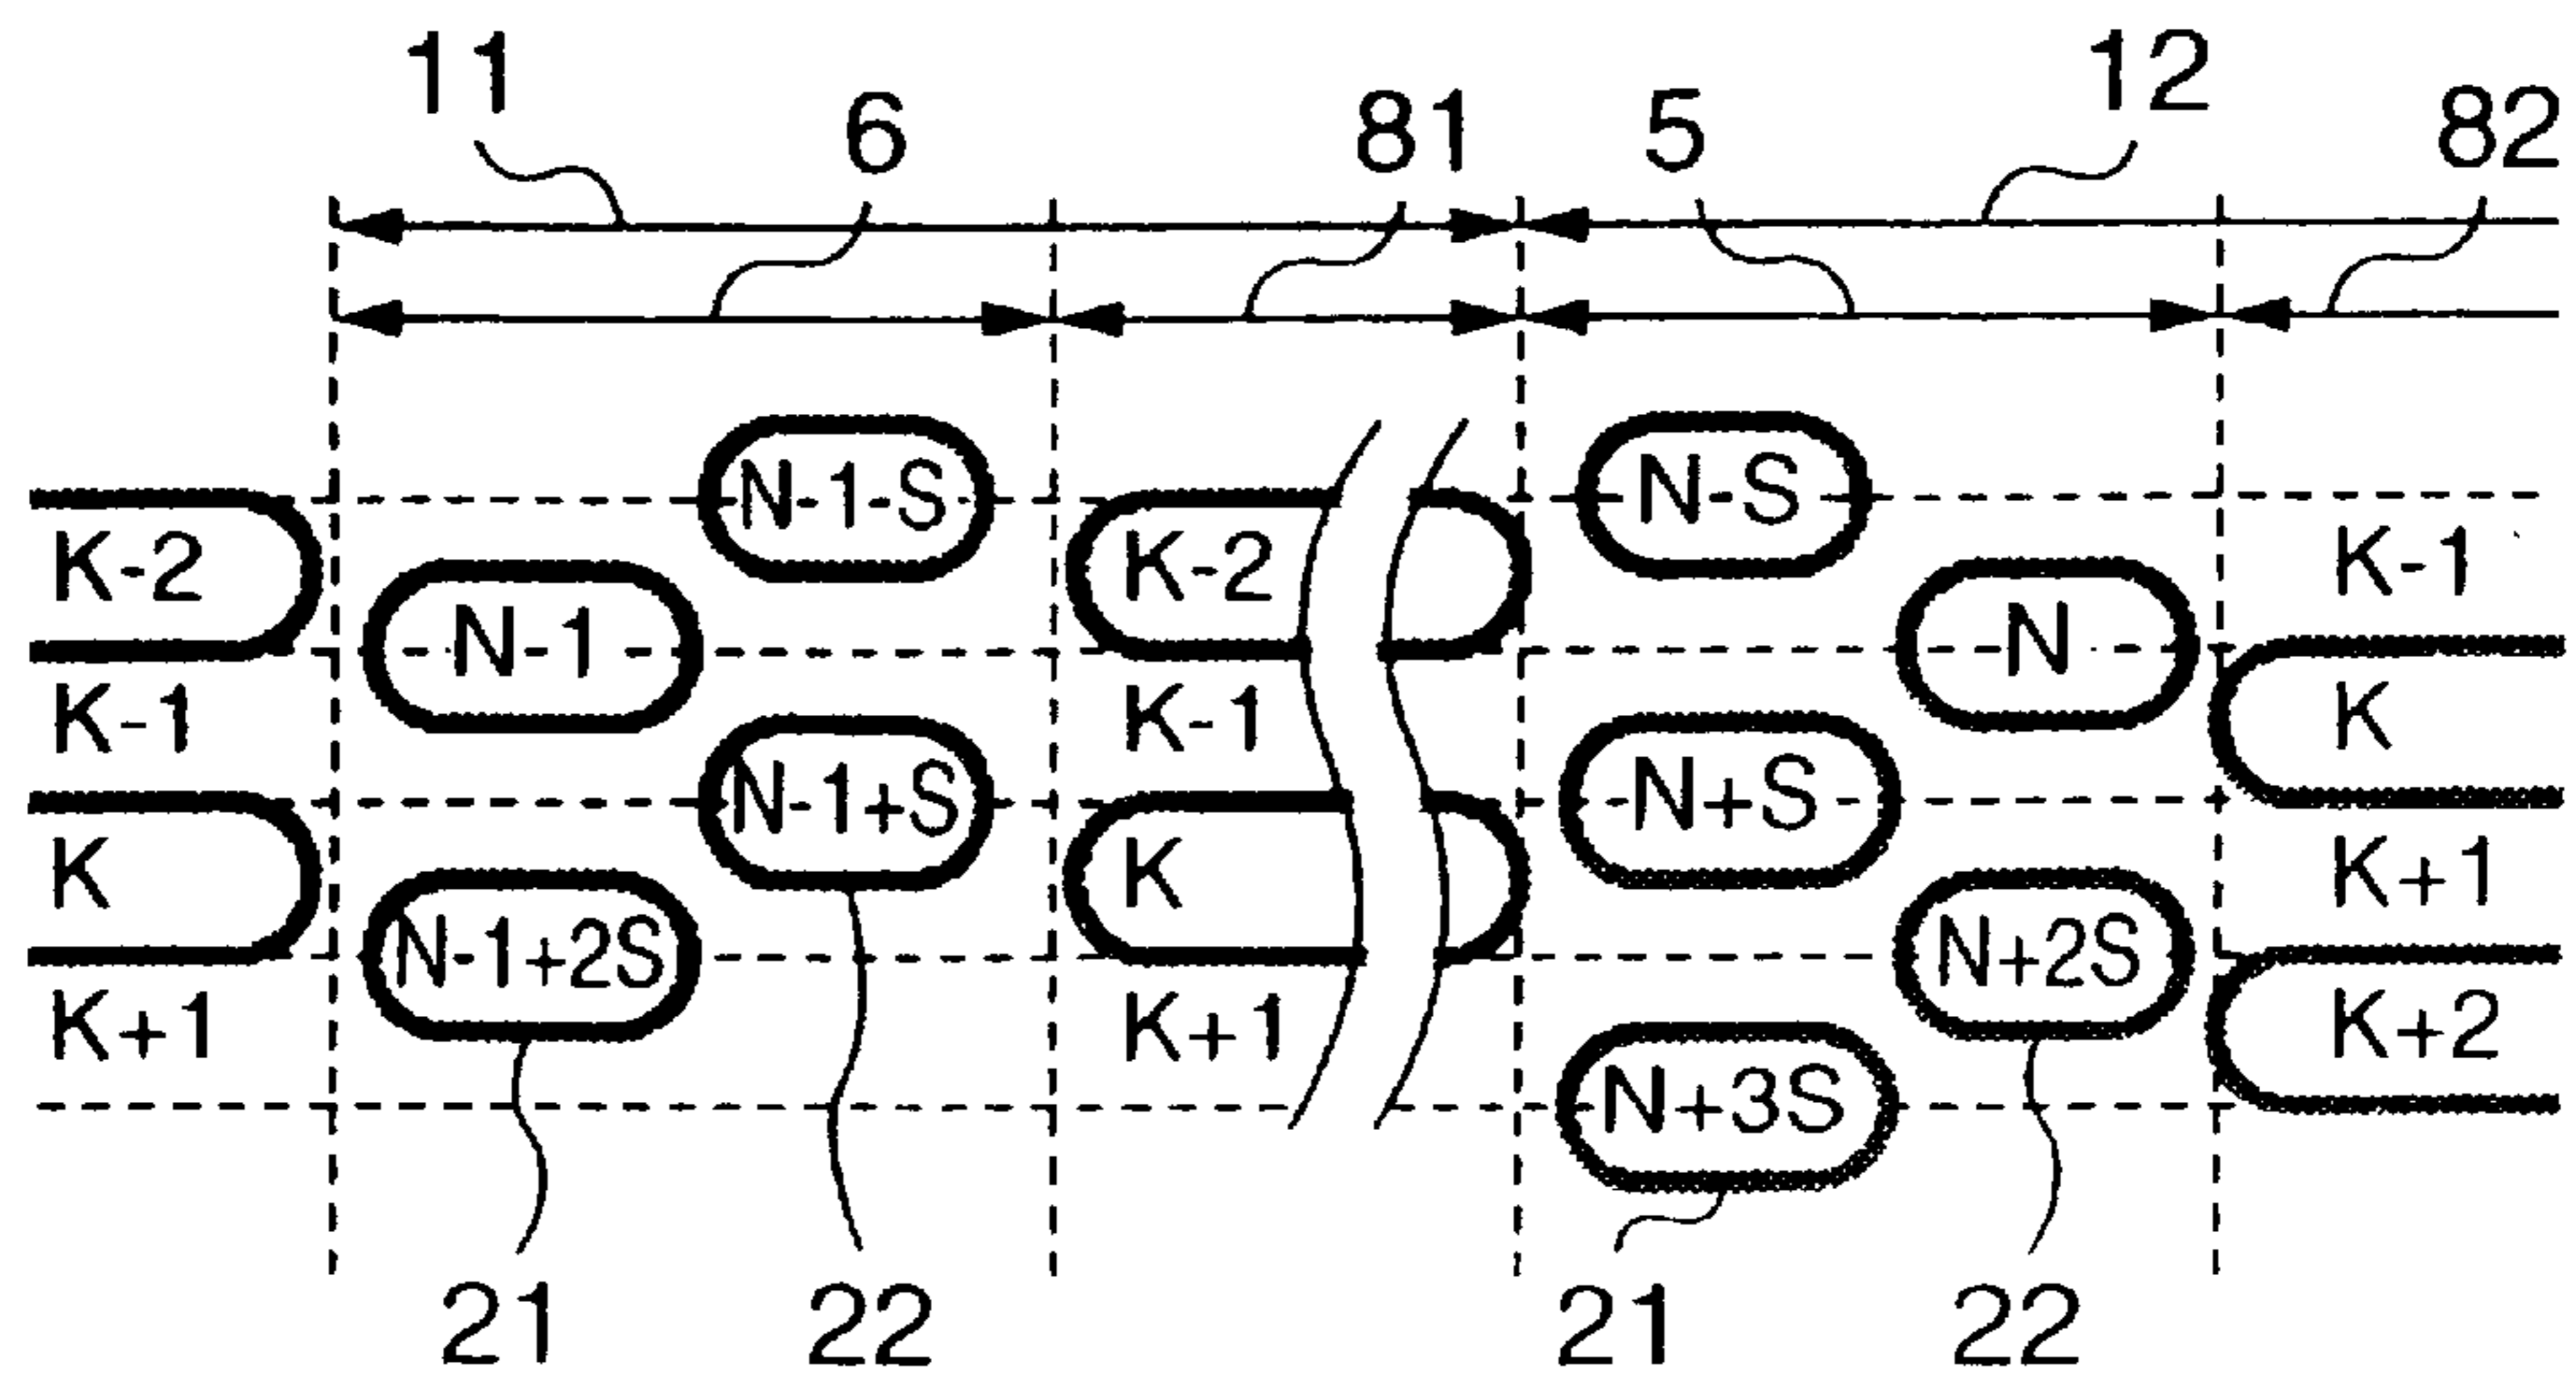 11 12
6 81 5 82
N-1-S N-S
K-2 K-2 K-1
N-1 N
K-1 K-1 K
N-1+S N+S
K K K+1
N-1+2S N+2S
K+1 K+1 K+2
N+3S
21 22 21 22